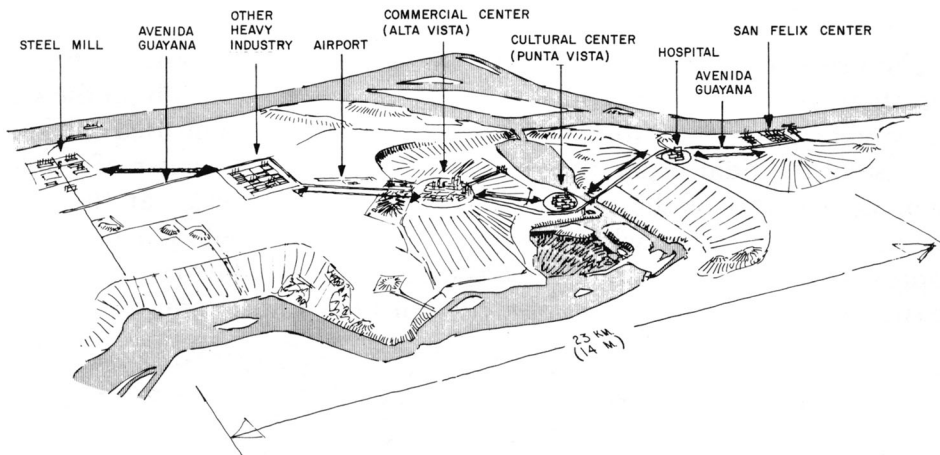 STEEL MILL
AVENIDA
GUAYANA
OTHER
HEAVY
INDUSTRY
AIRPORT
COMMERCIAL CENTER
(ALTA VISTA)
CULTURAL CENTER
(PUNTA VISTA)
HOSPITAL
AVENIDA
GUAYANA
SAN FELIX CENTER
23 KM
(14 M)